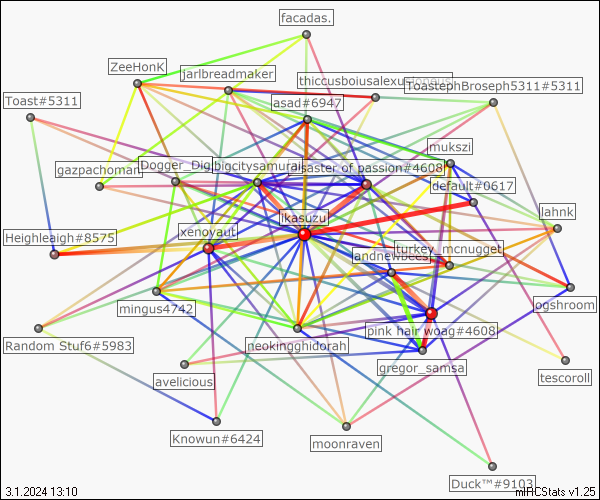 facadas.
ZeeHonK
jarlbreadmaker
Toast#5311
ToastephBroseph5311#5311
asad#6947
mukszi
gazpachoman
Dogger_Dig
bigcitysamurai
disaster of passion#4608
default#0617
ikasuzu
lahnk
Heighleaigh#8575
xenovaut
turkey_mcnugget
andnewbees
mingus4742
ogshroom
pink hair woag#4608
Random Stuf6#5983
neokingghidorah
gregor_samsa
avelicious
tescoroll
Knowun#6424
moonraven
Duck™#9103
3.1.2024 13:10
mIRCStats v1.25